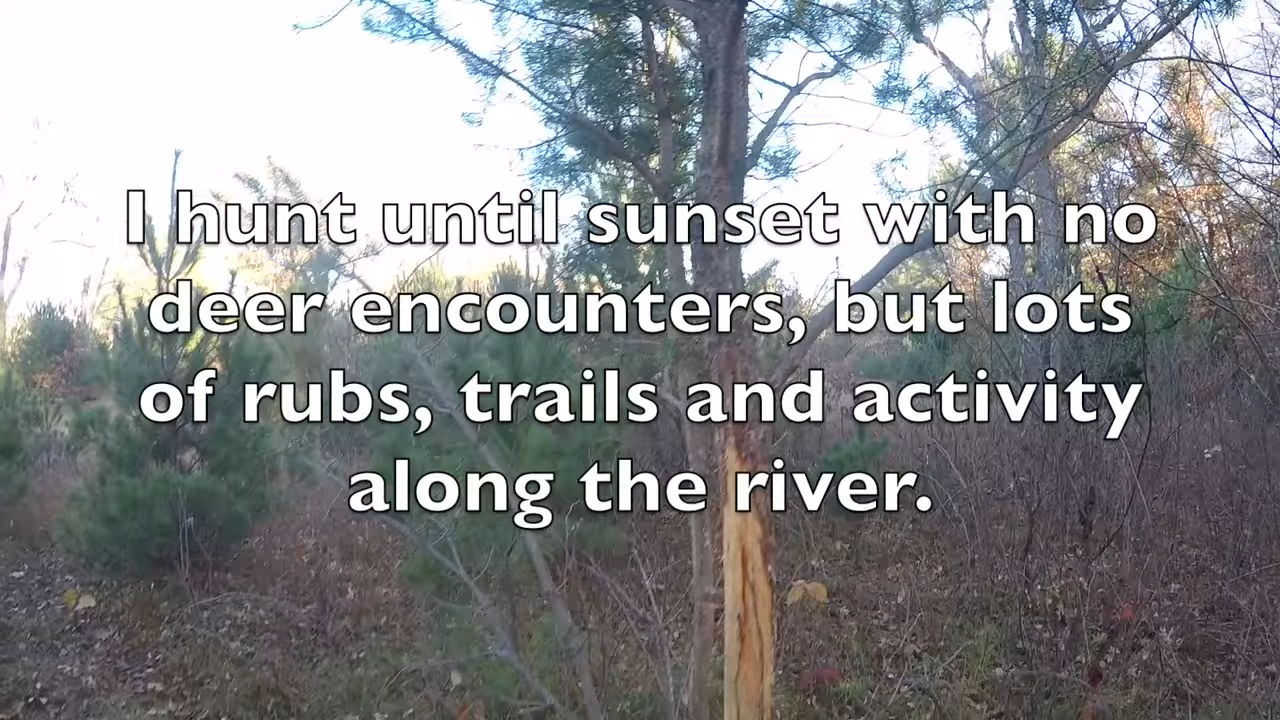 I hunt until sunset with no
deer encounters, but lots
of rubs, trails and activity
along the river.